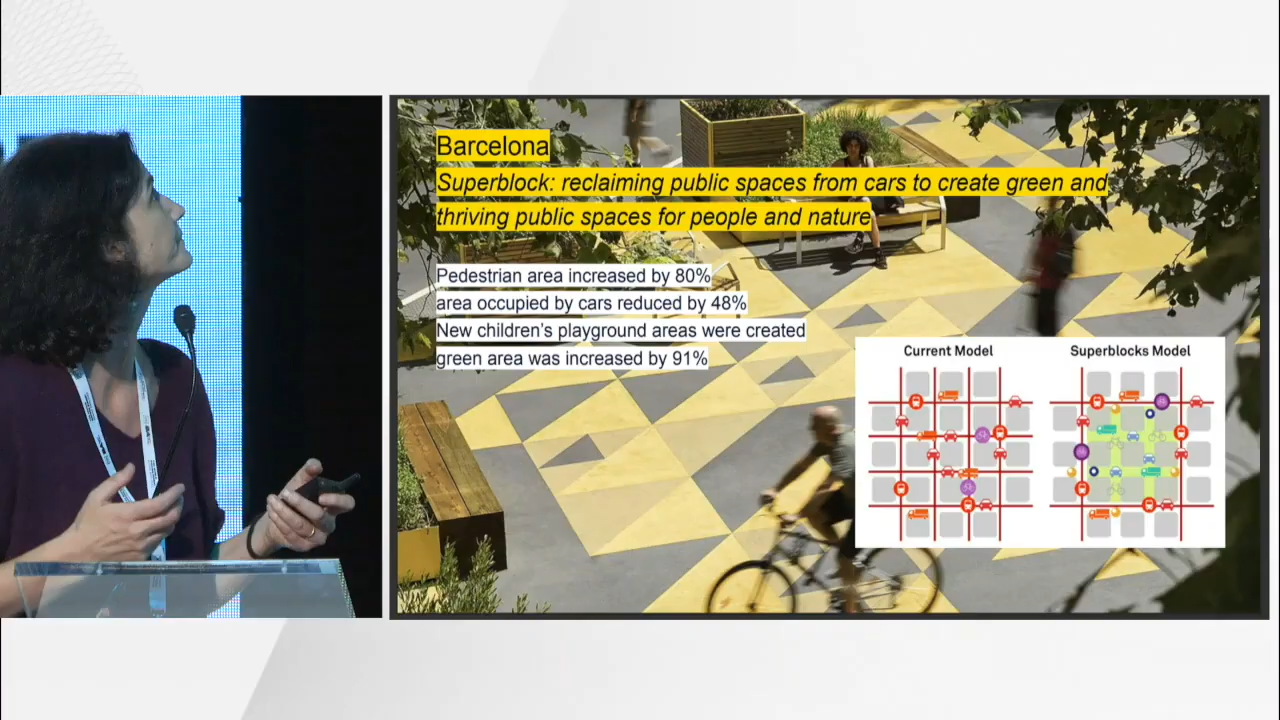 Barcelona
Superblock: reclaiming public spaces from cars to create green and
thriving public spaces for people and nature
Pedestrian area increased by 80%
area occupied by cars reduced by 48%
New children's playground areas were created
green area was increased by 91%
Current Model
Superblocks Model